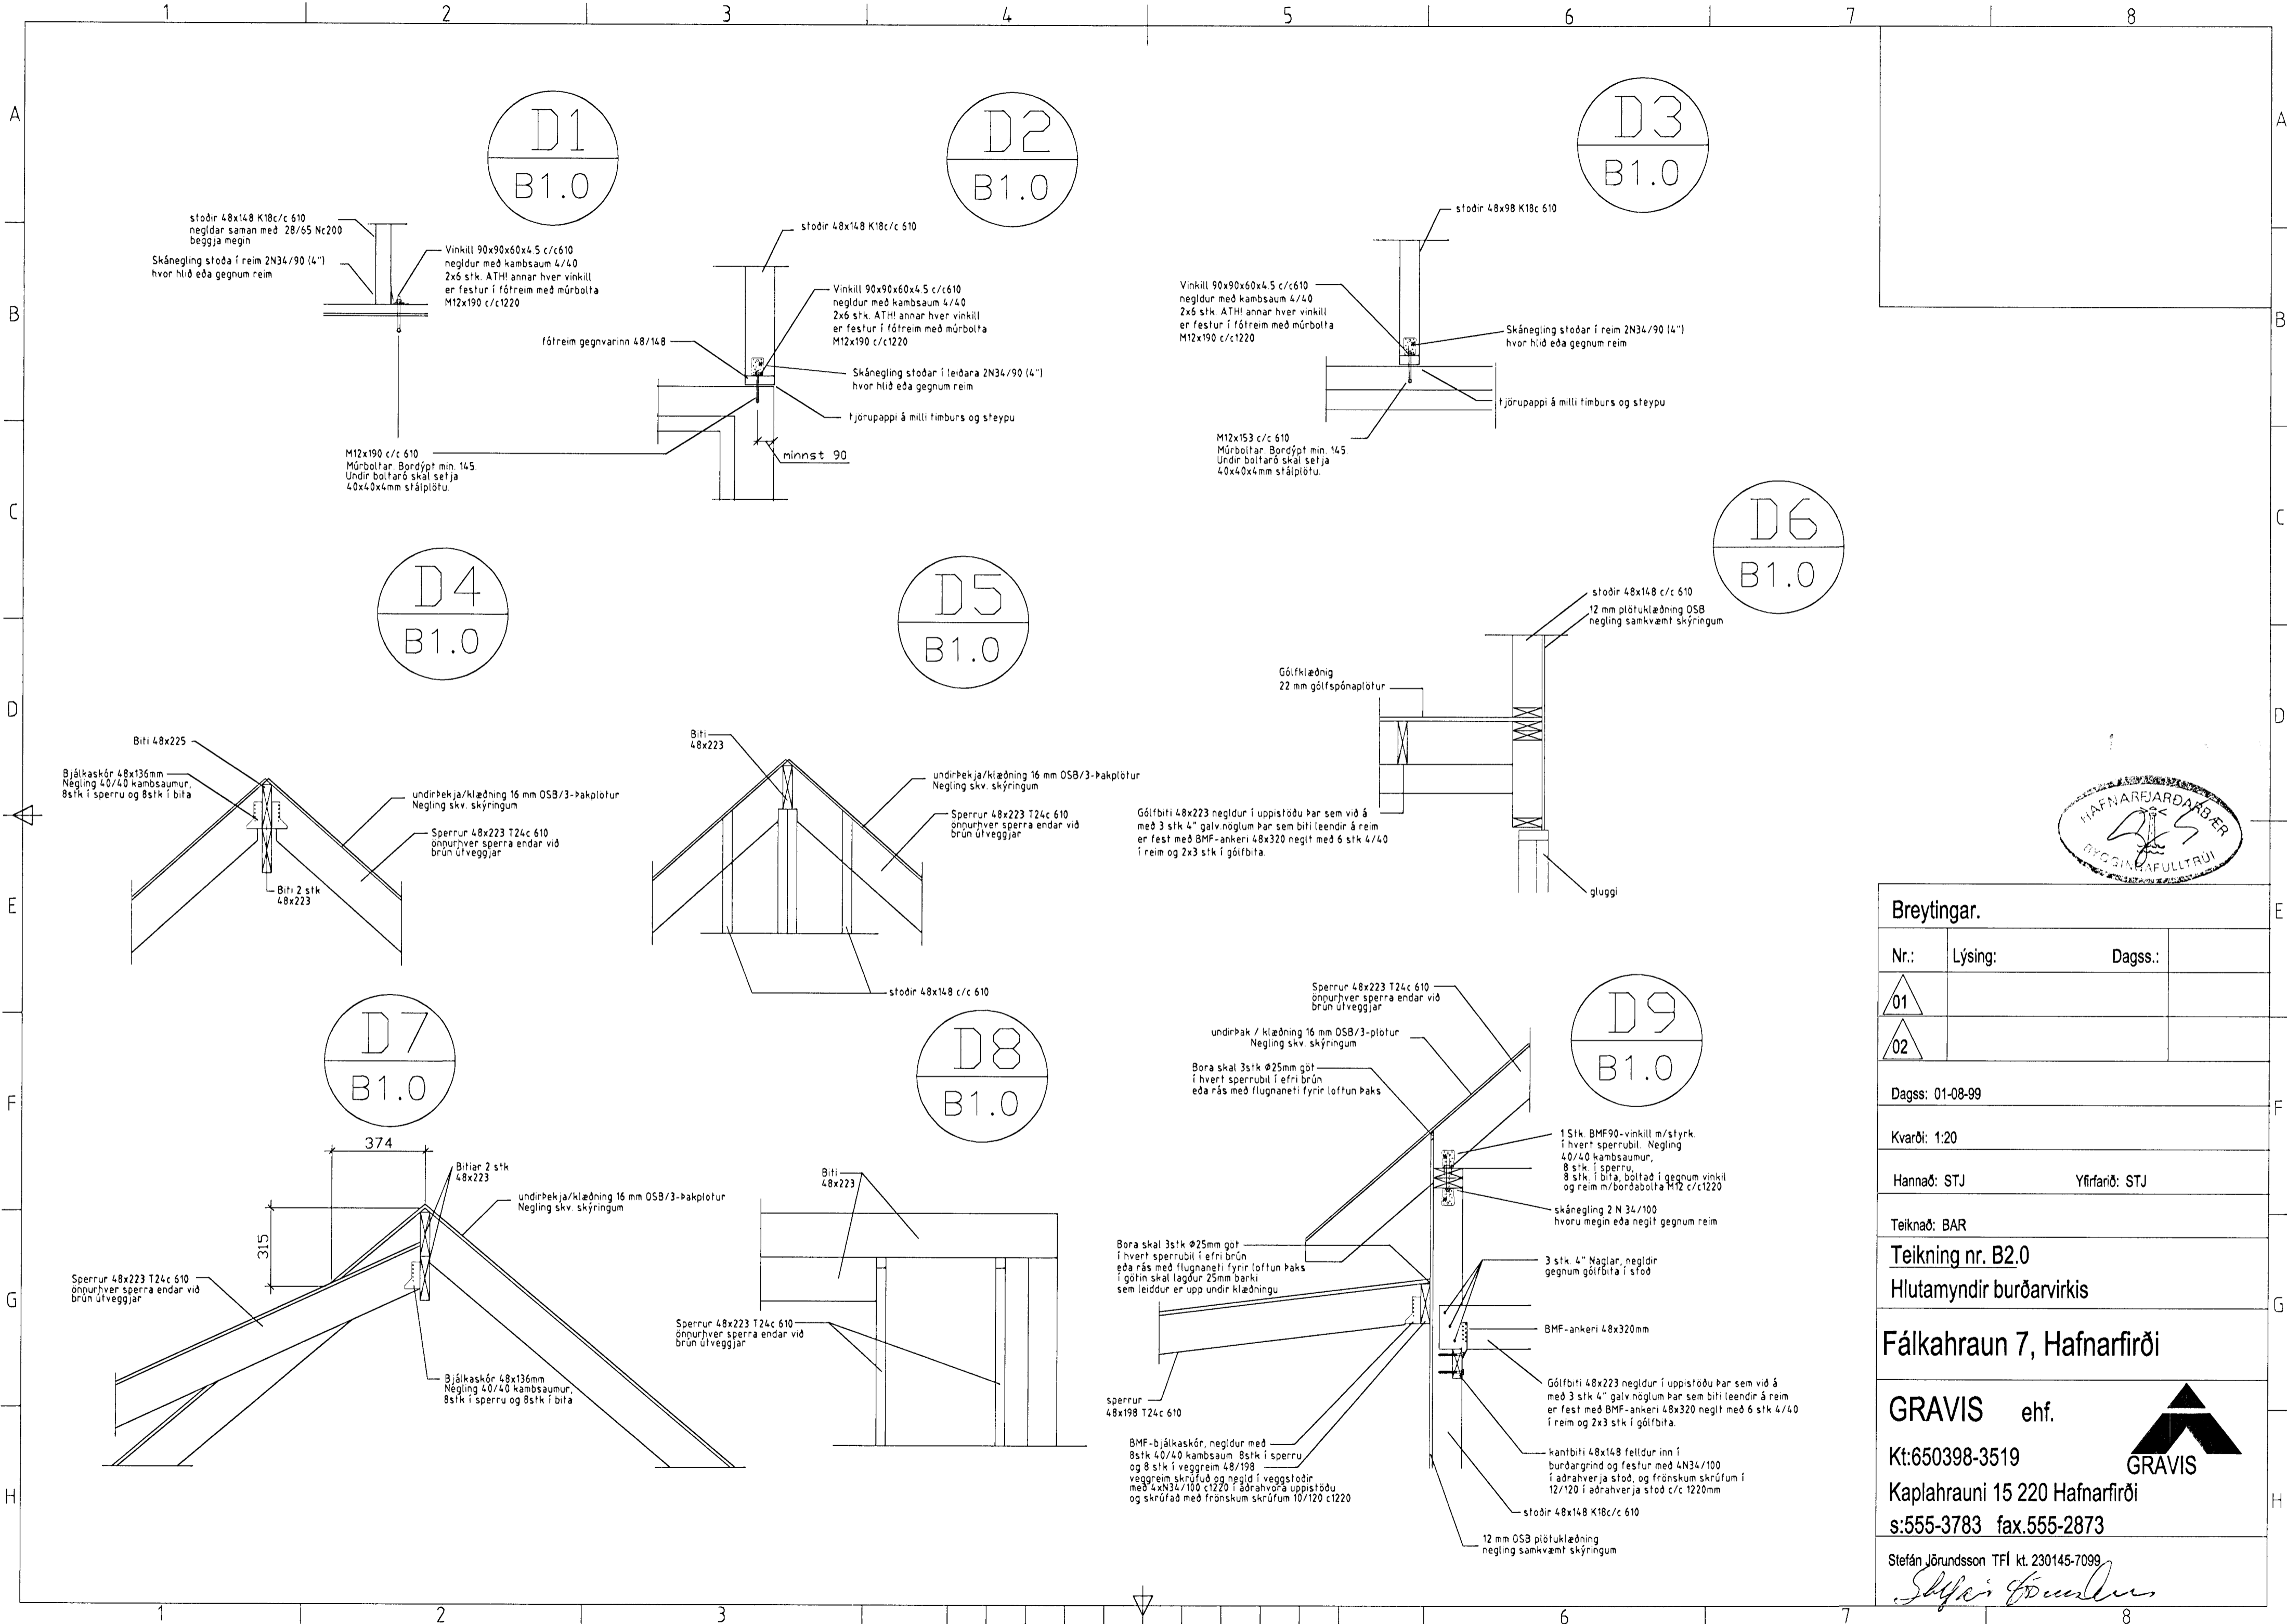 1 2 3 4 5 6 7 8
A
B
C
D
E
F
G
H
D1
B1.0
stoðir 48x148 K18c/c 610
negldar saman með 28/65 Nc200
beggja megin
Skánegling stoða í reim 2N34/90 (4")
hvor hlið eða gegnum reim
Vinkill 90x90x60x4.5 c/c610
negldur með kambsaum 4/40
2x6 stk. ATH! annar hver vinkill
er festur í fótreim með múrbolta
M12x190 c/c1220
M12x190 c/c 610
Múrboltar. Bordýpt min. 145.
Undir boltaró skal setja
40x40x4mm stálplötu.
D2
B1.0
stoðir 48x148 K18c/c 610
Vinkill 90x90x60x4.5 c/c610
negldur með kambsaum 4/40
2x6 stk. ATH! annar hver vinkill
er festur í fótreim með múrbolta
M12x190 c/c1220
fótreim gegnvarinn 48/148
Skánegling stoðar í leiðara 2N34/90 (4")
hvor hlið eða gegnum reim
tjörupappi á milli timburs og steypu
minnst 90
D3
B1.0
stoðir 48x98 K18c 610
Vinkill 90x90x60x4.5 c/c610
negldur með kambsaum 4/40
2x6 stk. ATH! annar hver vinkill
er festur í fótreim með múrbolta
M12x190 c/c1220
Skánegling stoðar í reim 2N34/90 (4")
hvor hlið eða gegnum reim
tjörupappi á milli timburs og steypu
M12x153 c/c 610
Múrboltar. Bordýpt min. 145.
Undir boltaró skal setja
40x40x4mm stálplötu.
D4
B1.0
Biti 48x225
Bjálkaskór 48x136mm
Negling 40/40 kambsaumur,
8stk í sperru og 8stk í bita
undirþekja/klæðning 16 mm OSB/3-Þakplötur
Negling skv. skýringum
Sperrur 48x223 T24c 610
önnurhver sperra endar við
brún útveggjar
Biti 2 stk
48x223
D5
B1.0
Biti
48x223
undirþekja/klæðning 16 mm OSB/3-Þakplötur
Negling skv. skýringum
Sperrur 48x223 T24c 610
önnurhver sperra endar við
brún útveggjar
stoðir 48x148 c/c 610
D6
B1.0
stoðir 48x148 c/c 610
12 mm plötuklæðning OSB
negling samkvæmt skýringum
Gólfklæðnig
22 mm gólfspónaplötur
Gólfbiti 48x223 negldur í uppistöðu Þar sem við á
með 3 stk 4" galv.nöglum Þar sem biti leendir á reim
er fest með BMF-ankeri 48x320 neglt með 6 stk 4/40
í reim og 2x3 stk í gólfbita.
gluggi
D7
B1.0
374
315
Bitiar 2 stk
48x223
undirþekja/klæðning 16 mm OSB/3-Þakplötur
Negling skv. skýringum
Sperrur 48x223 T24c 610
önnurhver sperra endar við
brún útveggjar
Bjálkaskór 48x136mm
Negling 40/40 kambsaumur,
8stk í sperru og 8stk í bita
D8
B1.0
Biti
48x223
Sperrur 48x223 T24c 610
önnurhver sperra endar við
brún útveggjar
D9
B1.0
Sperrur 48x223 T24c 610
önnurhver sperra endar við
brún útveggjar
undirÞak / klæðning 16 mm OSB/3-plötur
Negling skv. skýringum
Bora skal 3stk Ø25mm göt
í hvert sperrubil í efri brún
eða rás með flugnaneti fyrir loftun Þaks
1 Stk. BMF90-vinkill m/styrk.
í hvert sperrubil. Negling
40/40 kambsaumur,
8 stk. í sperru,
8 stk. í bita, boltað í gegnum vinkil
og reim m/borðabolta M12 c/c1220
skánegling 2 N 34/100
hvoru megin eða neglt gegnum reim
Bora skal 3stk Ø25mm göt
í hvert sperrubil í efri brún
eða rás með flugnaneti fyrir loftun Þaks
í götin skal lagður 25mm barki
sem leiddur er upp undir klæðningu
3 stk. 4" Naglar, negldir
gegnum gólfbita í stoð
BMF-ankeri 48x320mm
Gólfbiti 48x223 negldur í uppistöðu Þar sem við á
með 3 stk 4" galv.nöglum Þar sem biti leendir á reim
er fest með BMF-ankeri 48x320 neglt með 6 stk 4/40
í reim og 2x3 stk í gólfbita.
sperrur
48x198 T24c 610
BMF-bjálkaskór, negldur með
8stk 40/40 kambsaum 8stk í sperru
og 8 stk í veggreim 48/198
veggreim skrúfuð og negld í veggstoðir
með 4xN34/100 c1220 í aðrahvora uppistöðu
og skrúfað með frönskum skrúfum 10/120 c1220
kantbiti 48x148 felldur inn í
burðargrind og festur með 4N34/100
í aðrahverja stoð, og frönskum skrúfum í
12/120 í aðrahverja stoð c/c 1220mm
stoðir 48x148 K18c/c 610
12 mm OSB plötuklæðning
negling samkvæmt skýringum
HAFNARFJARÐARBÆR
BYGGINGAFULLTRÚI
Breytingar.
Nr.: Lýsing: Dagss.:
01
02
Dagss: 01-08-99
Kvarði: 1:20
Hannað: STJ Yfirfarið: STJ
Teiknað: BAR
Teikning nr. B2.0
Hlutamyndir burðarvirkis
Fálkahraun 7, Hafnarfirði
GRAVIS ehf.
Kt:650398-3519
GRAVIS
Kaplahrauni 15 220 Hafnarfirði
s:555-3783 fax.555-2873
Stefán Jörundsson TFÍ kt. 230145-7099
A
B
C
D
E
F
G
H
1 2 3 6 7 8